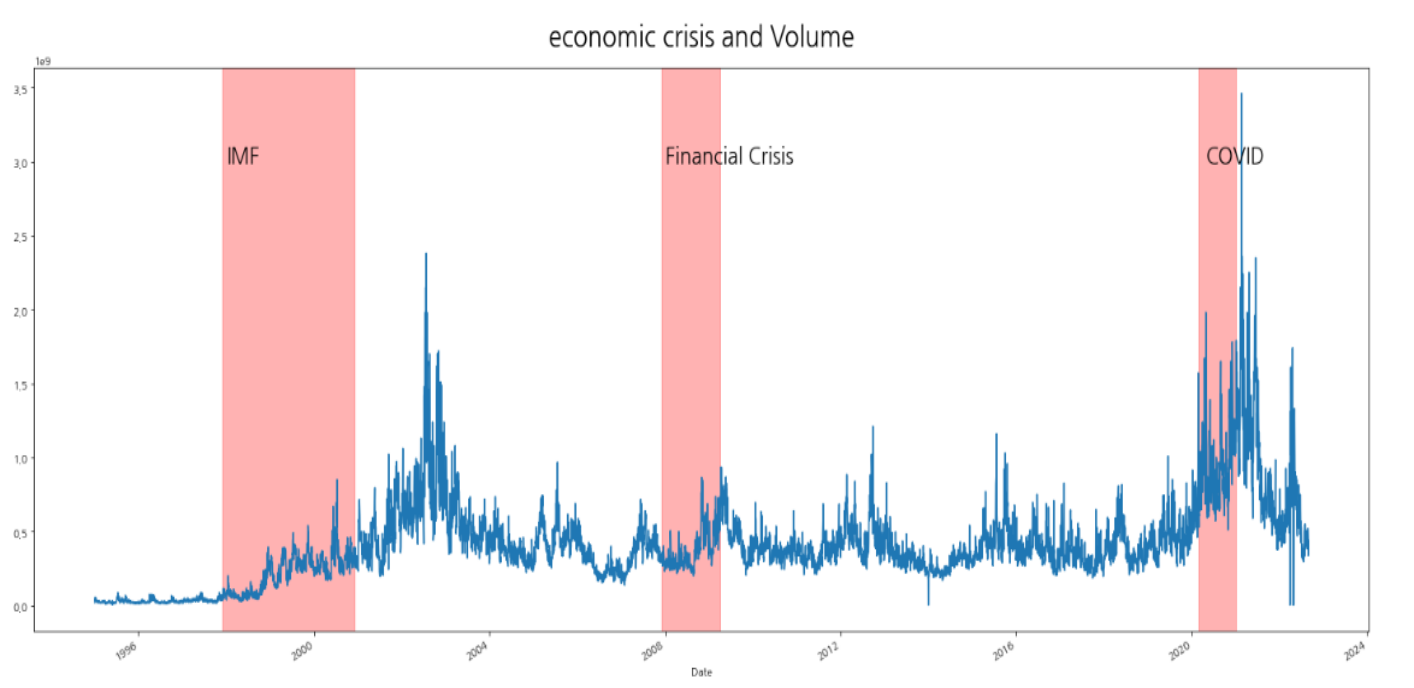 economic crisis and Volume
1e9
3,5
3,0
2,5
2,0
1,5
1,0
0,5
0,0
IMF
Financial Crisis
COVID
1996
2000
2004
2008
2012
2016
2020
2024
Date